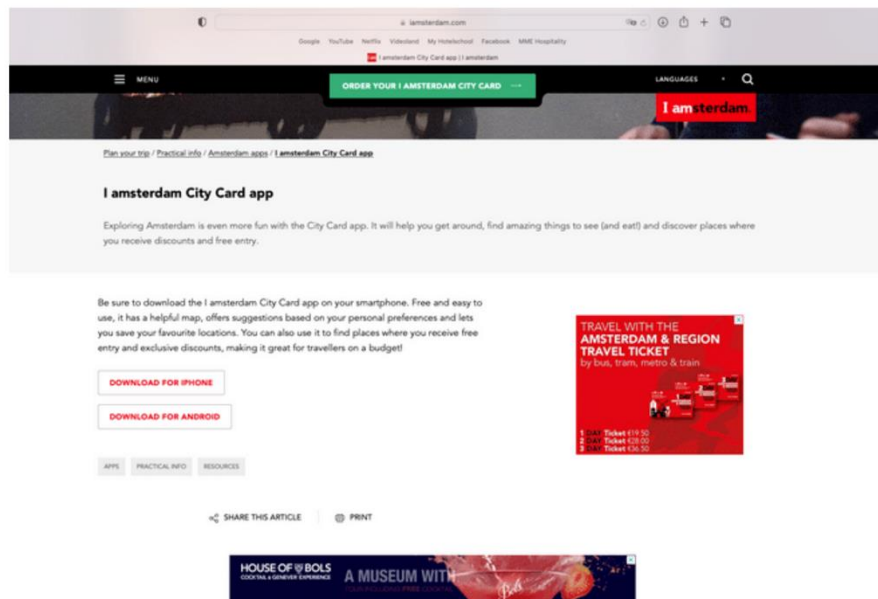 iamsterdam.com
Google YouTube Netflix Videoland My Hotelschool Facebook MME Hospitality
I amsterdam City Card app | I amsterdam
MENU
ORDER YOUR I AMSTERDAM CITY CARD
LANGUAGES
I amsterdam.
Plan your trip / Practical info / Amsterdam apps / I amsterdam City Card app
I amsterdam City Card app
Exploring Amsterdam is even more fun with the City Card app. It will help you get around, find amazing things to see (and eat!) and discover places where
you receive discounts and free entry.
Be sure to download the I amsterdam City Card app on your smartphone. Free and easy to
use, it has a helpful map, offers suggestions based on your personal preferences and lets
you save your favourite locations. You can also use it to find places where you receive free
entry and exclusive discounts, making it great for travellers on a budget!
DOWNLOAD FOR IPHONE
DOWNLOAD FOR ANDROID
APPS PRACTICAL INFO RESOURCES
TRAVEL WITH THE
AMSTERDAM & REGION
TRAVEL TICKET
by bus, tram, metro & train
1 DAY Ticket €19.50
2 DAY Ticket €28.00
3 DAY Ticket €36.50
SHARE THIS ARTICLE
PRINT
HOUSE OF BOLS
COCKTAIL & GENEVER EXPERIENCE
A MUSEUM WITH
TOUR INCLUDING FREE COCKTAIL
Bols